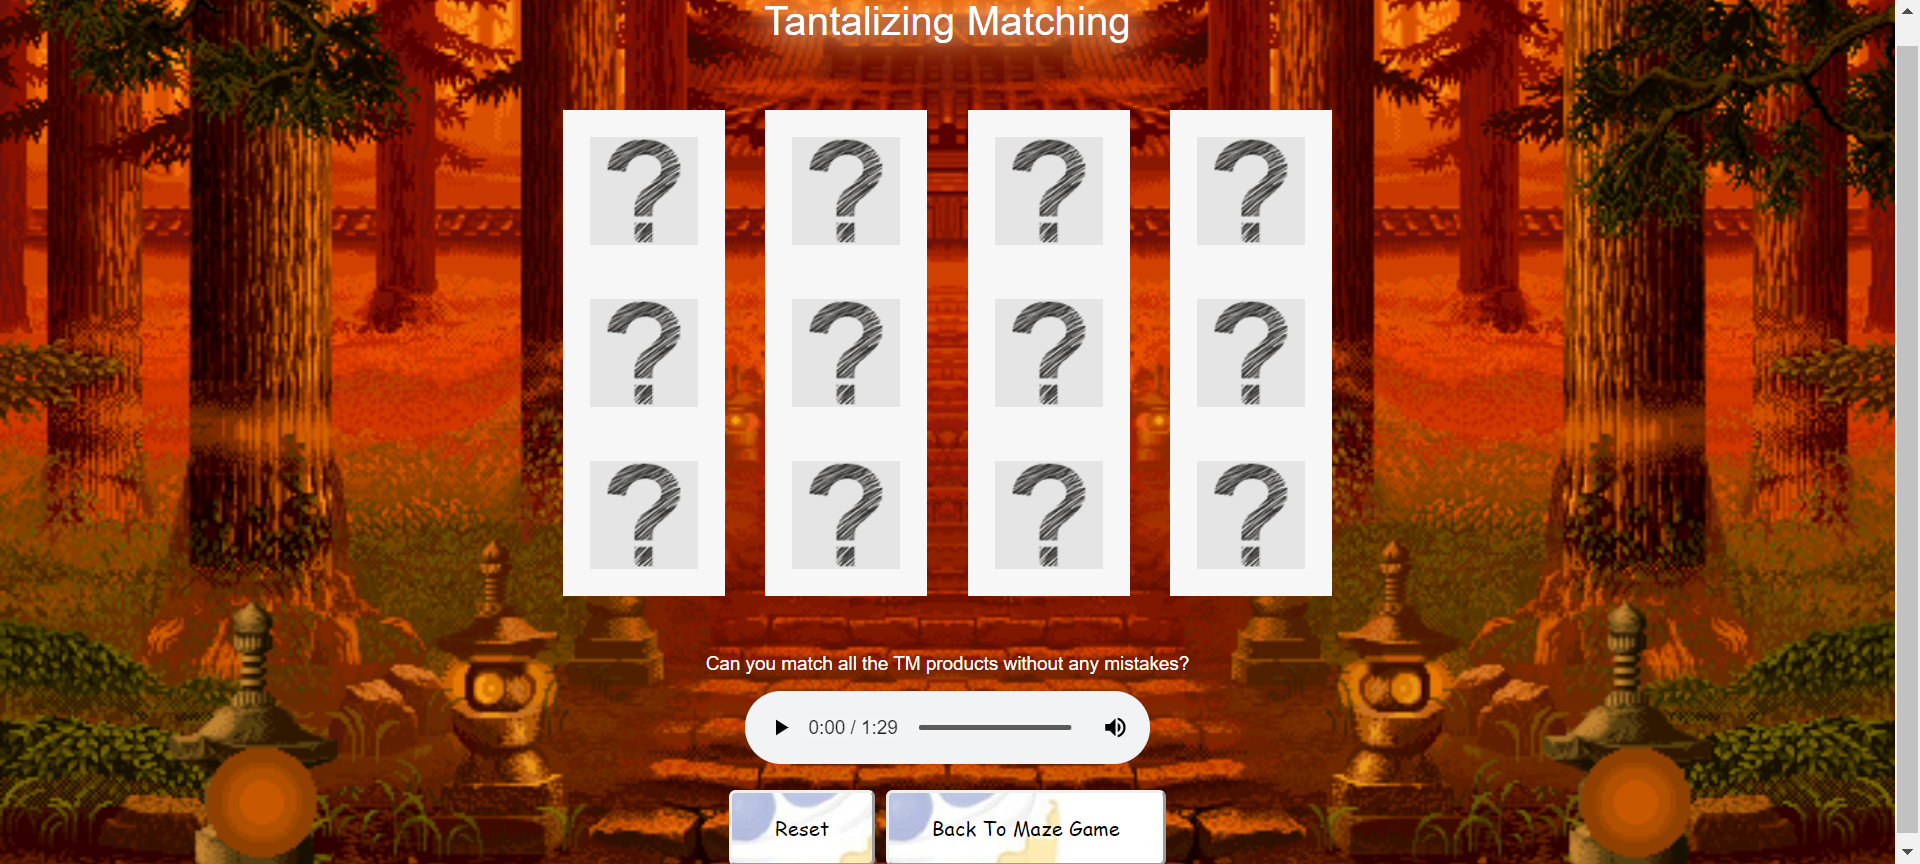 Tantalizing Matching
? ? ? ?
? ? ? ?
? ? ? ?
Can you match all the TM products without any mistakes?
0:00 / 1:29
Reset
Back To Maze Game